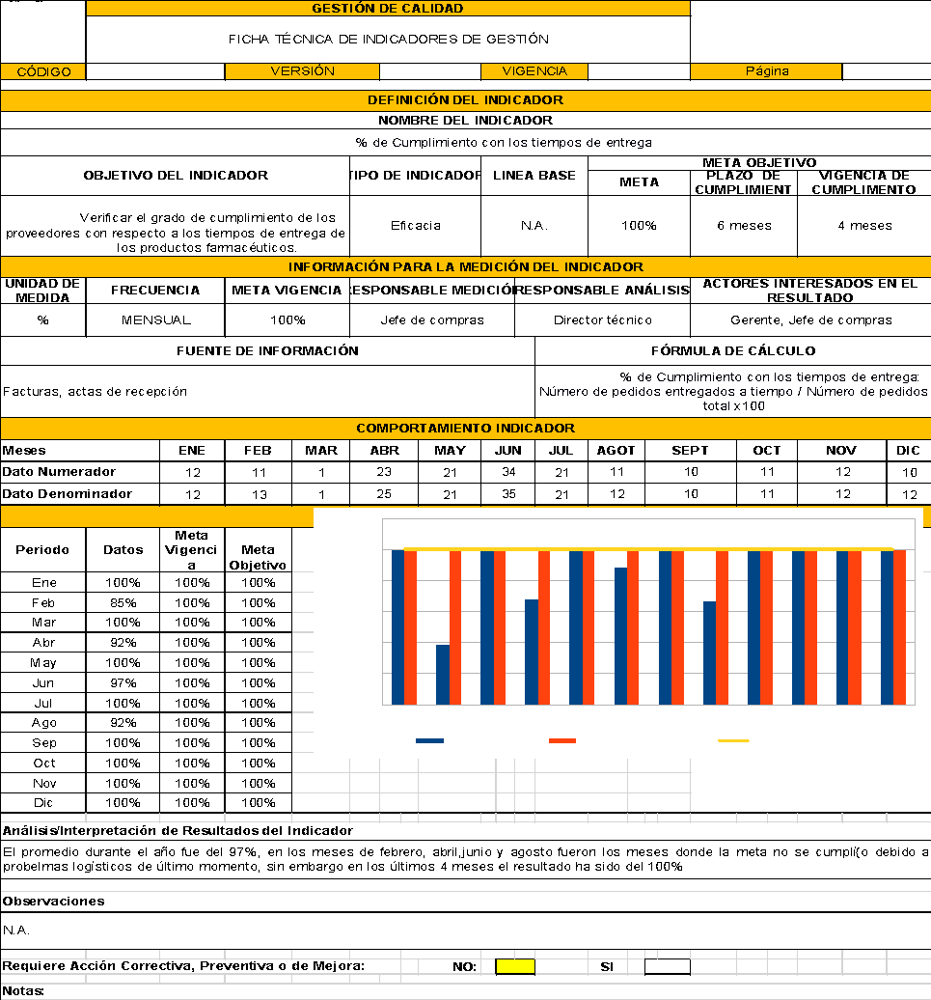 GESTIÓN DE CALIDAD
FICHA TÉCNICA DE INDICADORES DE GESTIÓN
CÓDIGO VERSIÓN VIGENCIA Página
DEFINICIÓN DEL INDICADOR
NOMBRE DEL INDICADOR
% de Cumplimiento con los tiempos de entrega
OBJETIVO DEL INDICADOR TIPO DE INDICADOR LINEA BASE META OBJETIVO
META PLAZO DE CUMPLIMIENT VIGENCIA DE CUMPLIMENTO
Verificar el grado de cumplimiento de los
proveedores con respecto a los tiempos de entrega de
los productos farmacéuticos.
Eficacia N.A. 100% 6 meses 4 meses
INFORMACIÓN PARA LA MEDICIÓN DEL INDICADOR
UNIDAD DE MEDIDA FRECUENCIA META VIGENCIA RESPONSABLE MEDICIÓN RESPONSABLE ANÁLISIS ACTORES INTERESADOS EN EL RESULTADO
% MENSUAL 100% Jefe de compras Director técnico Gerente, Jefe de compras
FUENTE DE INFORMACIÓN FÓRMULA DE CÁLCULO
Facturas, actas de recepción
% de Cumplimiento con los tiempos de entrega:
Número de pedidos entregados a tiempo / Número de pedidos
total x100
COMPORTAMIENTO INDICADOR
Meses ENE FEB MAR ABR MAY JUN JUL AGOT SEPT OCT NOV DIC
Dato Numerador 12 11 1 23 21 34 21 11 10 11 12 10
Dato Denominador 12 13 1 25 21 35 21 12 10 11 12 12
Periodo Datos Meta Vigencia Meta Objetivo
Ene 100% 100% 100%
Feb 85% 100% 100%
Mar 100% 100% 100%
Abr 92% 100% 100%
May 100% 100% 100%
Jun 97% 100% 100%
Jul 100% 100% 100%
Ago 92% 100% 100%
Sep 100% 100% 100%
Oct 100% 100% 100%
Nov 100% 100% 100%
Dic 100% 100% 100%
Análisis/Interpretación de Resultados del Indicador
El promedio durante el año fue del 97%, en los meses de febrero, abril,junio y agosto fueron los meses donde la meta no se cumplí(o debido a
probelmas logísticos de último momento, sin embargo en los últimos 4 meses el resultado ha sido del 100%
Observaciones
N.A.
Requiere Acción Correctiva, Preventiva o de Mejora: NO: SI
Notas: